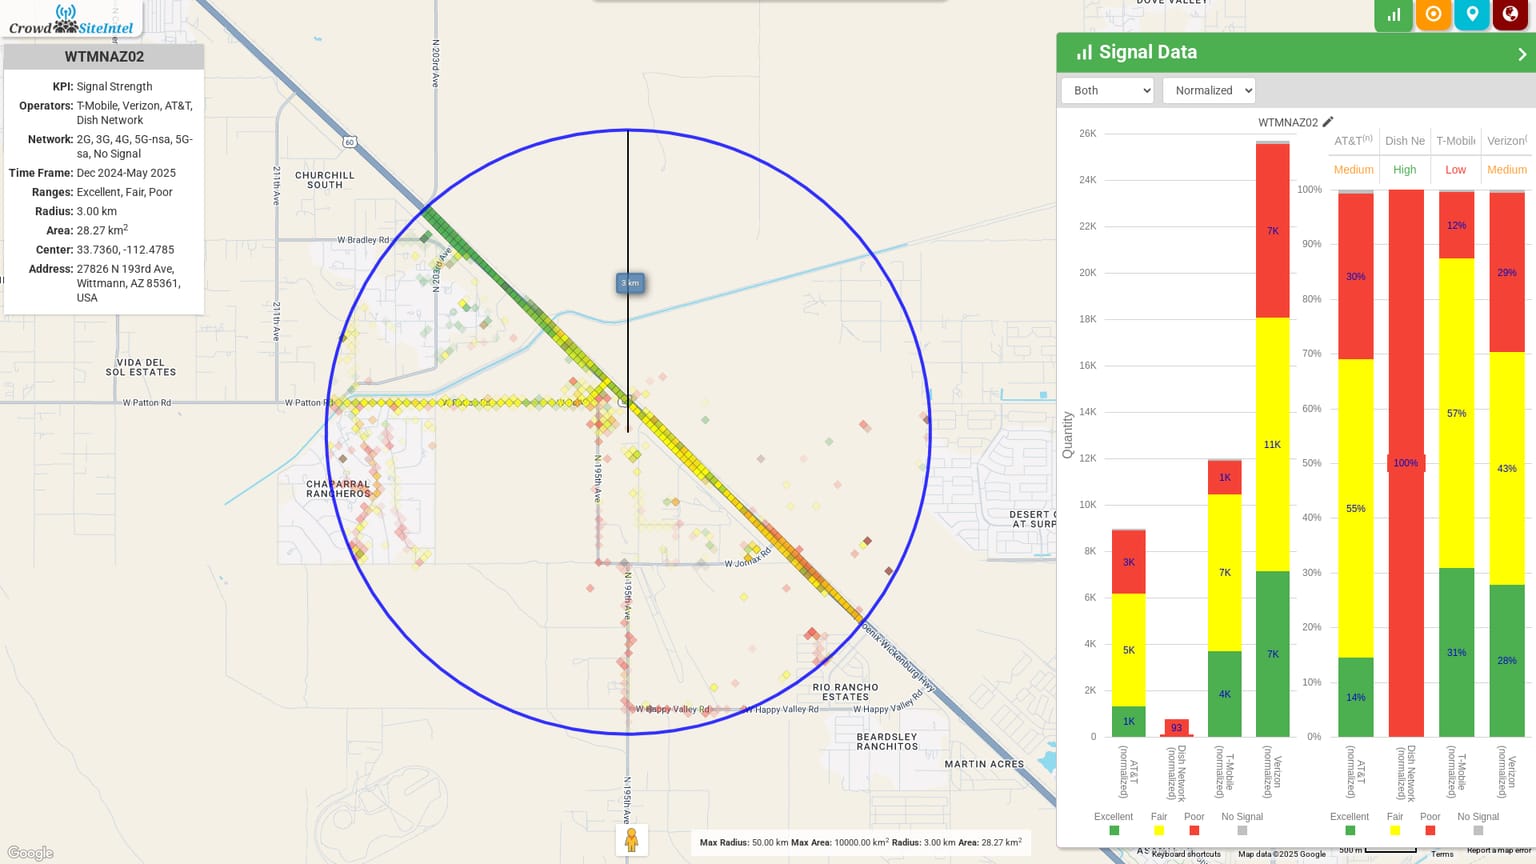 Crowd SiteIntel
WTMNAZ02
KPI: Signal Strength
Operators: T-Mobile, Verizon, AT&T,
Dish Network
Network: 2G, 3G, 4G, 5G-nsa, 5G-
sa, No Signal
Time Frame: Dec 2024-May 2025
Ranges: Excellent, Fair, Poor
Radius: 3.00 km
Area: 28.27 km2
Center: 33.7360, -112.4785
Address: 27826 N 193rd Ave,
Wittmann, AZ 85361,
USA
DOVE VALLEY
N 203rd Ave
60
CHURCHILL
SOUTH
211th Ave
W Bradley Rd
N 203rd Ave
211th Ave
3 km
VIDA DEL
SOL ESTATES
W Patton Rd
W Patton Rd
CHAPARRAL
RANCHEROS
N 195th Ave
W Jomax Rd
DESERT
AT SURP
N 195th Ave
Phoenix-Wickenburg Hwy
RIO RANCHO
ESTATES
W Happy Valley Rd
W Happy Valley Rd
W Happy Valley Rd
BEARDSLEY
RANCHITOS
MARTIN ACRES
N 195th Ave
Google
Max Radius: 50.00 km Max Area: 10000.00 km2 Radius: 3.00 km Area: 28.27 km2
Signal Data
Both
Normalized
WTMNAZ02
Quantity
26K
24K
22K
20K
18K
16K
14K
12K
10K
8K
6K
4K
2K
0
3K
5K
1K
93
1K
7K
4K
7K
11K
7K
AT&T
(normalized)
Dish Network
(normalized)
T-Mobile
(normalized)
Verizon
(normalized)
Excellent Fair Poor No Signal
AT&T(n) Dish Ne T-Mobile Verizon(
Medium High Low Medium
100%
90%
80%
70%
60%
50%
40%
30%
20%
10%
0%
30%
55%
14%
100%
12%
57%
31%
29%
43%
28%
AT&T
(normalized)
Dish Network
(normalized)
T-Mobile
(normalized)
Verizon
(normalized)
Excellent Fair Poor No Signal
Keyboard shortcuts Map data ©2025 Google 500 m Terms Report a map error